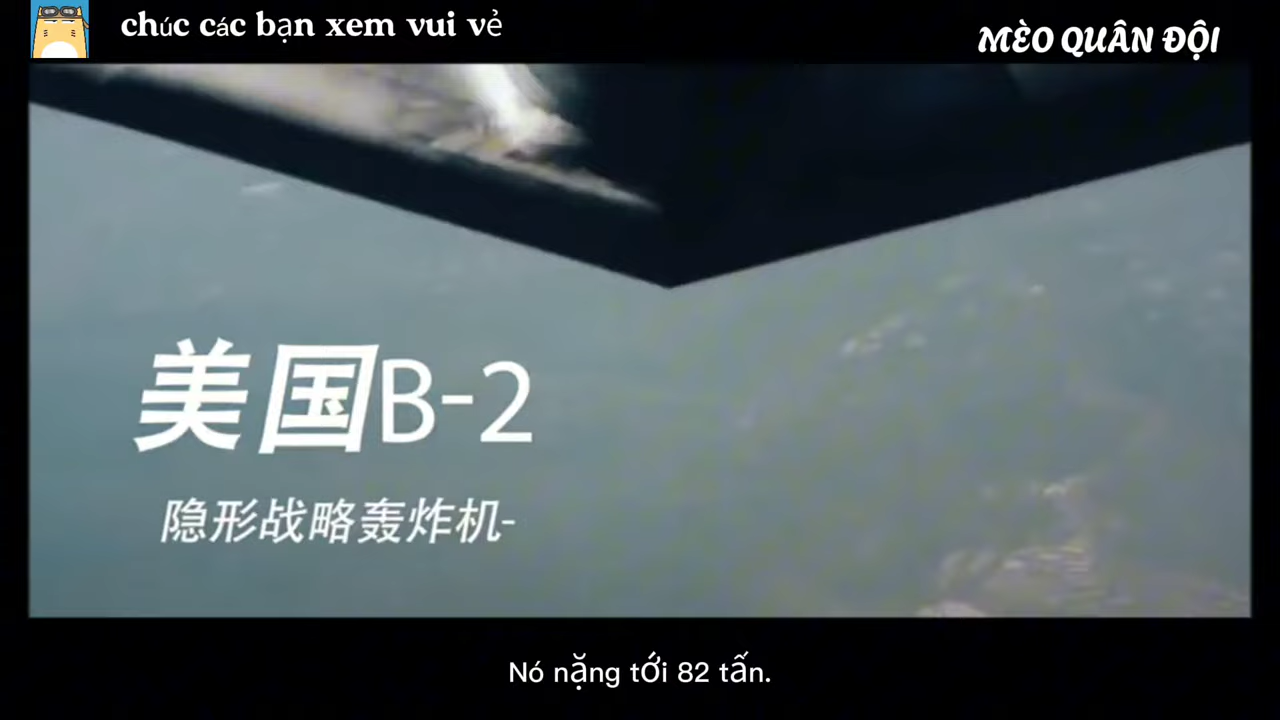 chúc các bạn xem vui vẻ
MÈO QUÂN ĐỘI
美国B-2
隐形战略轰炸机-
Nó nặng tới 82 tấn.